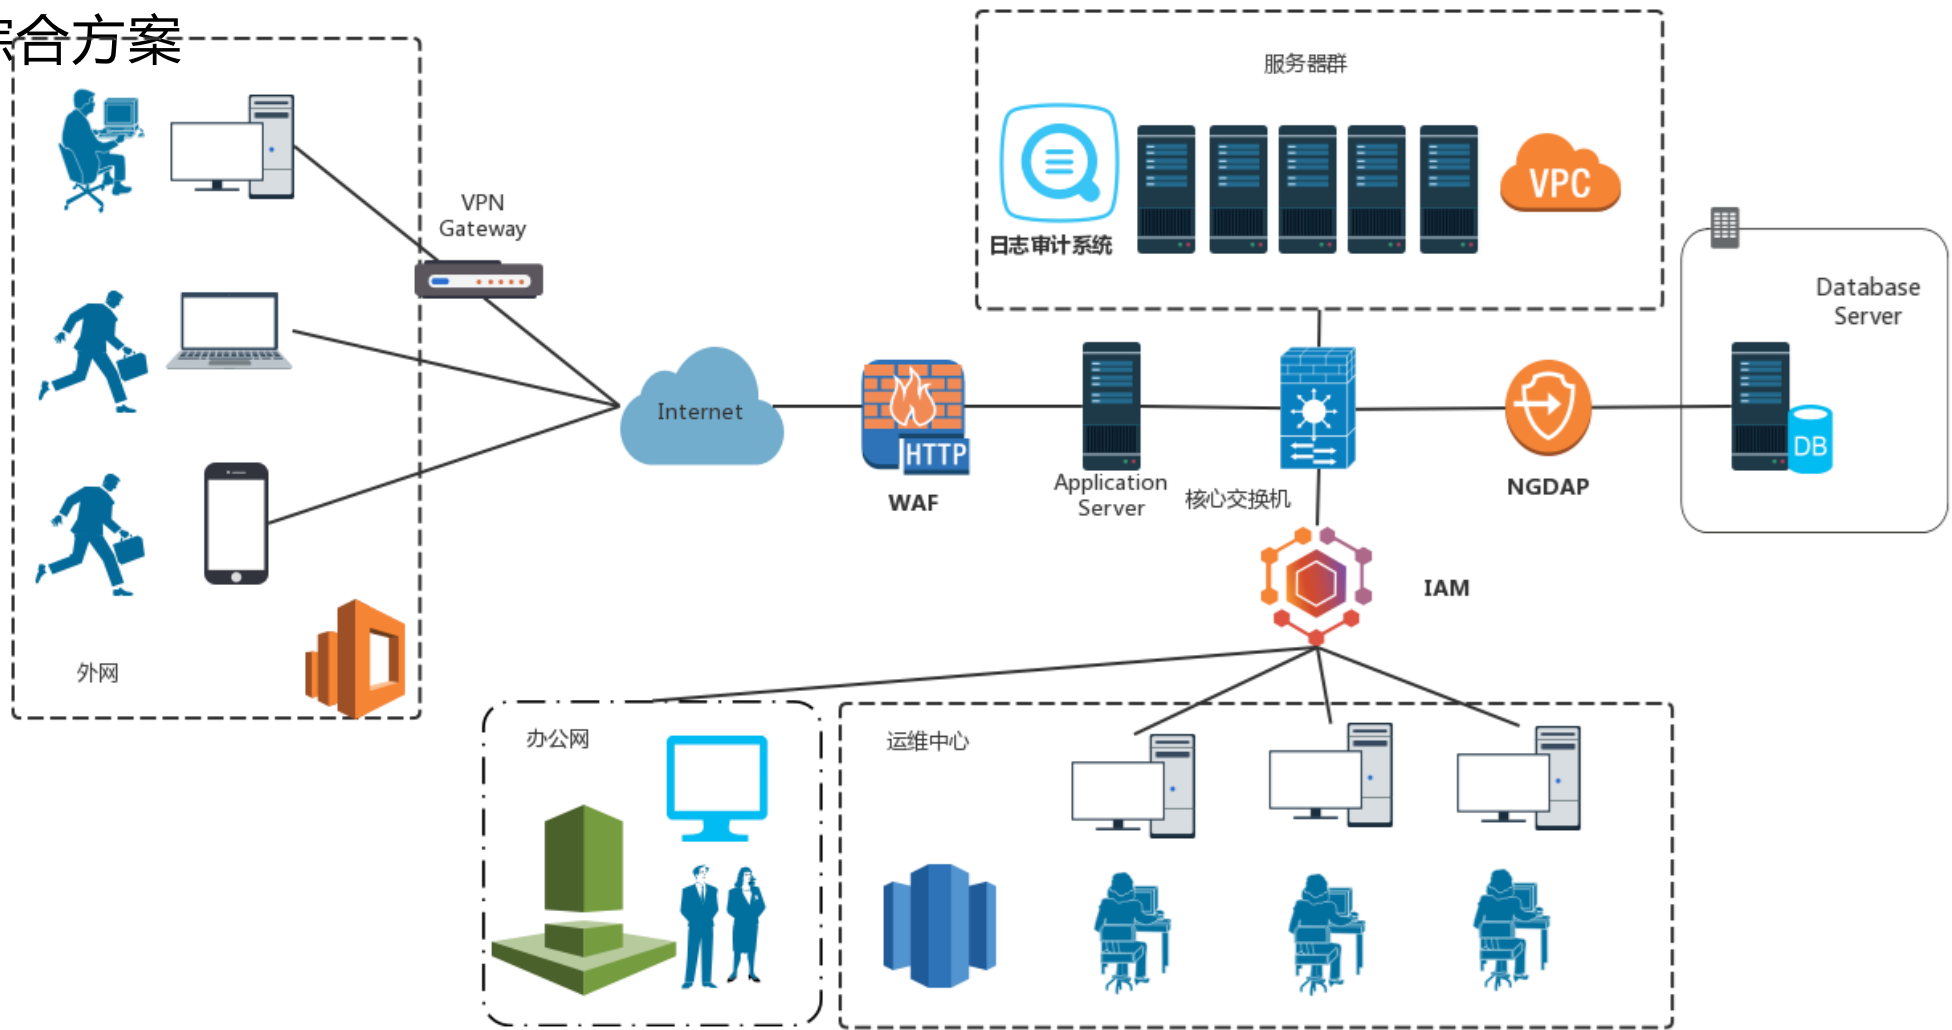 综合方案
服务器群
日志审计系统
VPC
VPN
Gateway
Database
Server
DB
Internet
HTTP
WAF
Application
Server
核心交换机
NGDAP
IAM
外网
办公网
运维中心